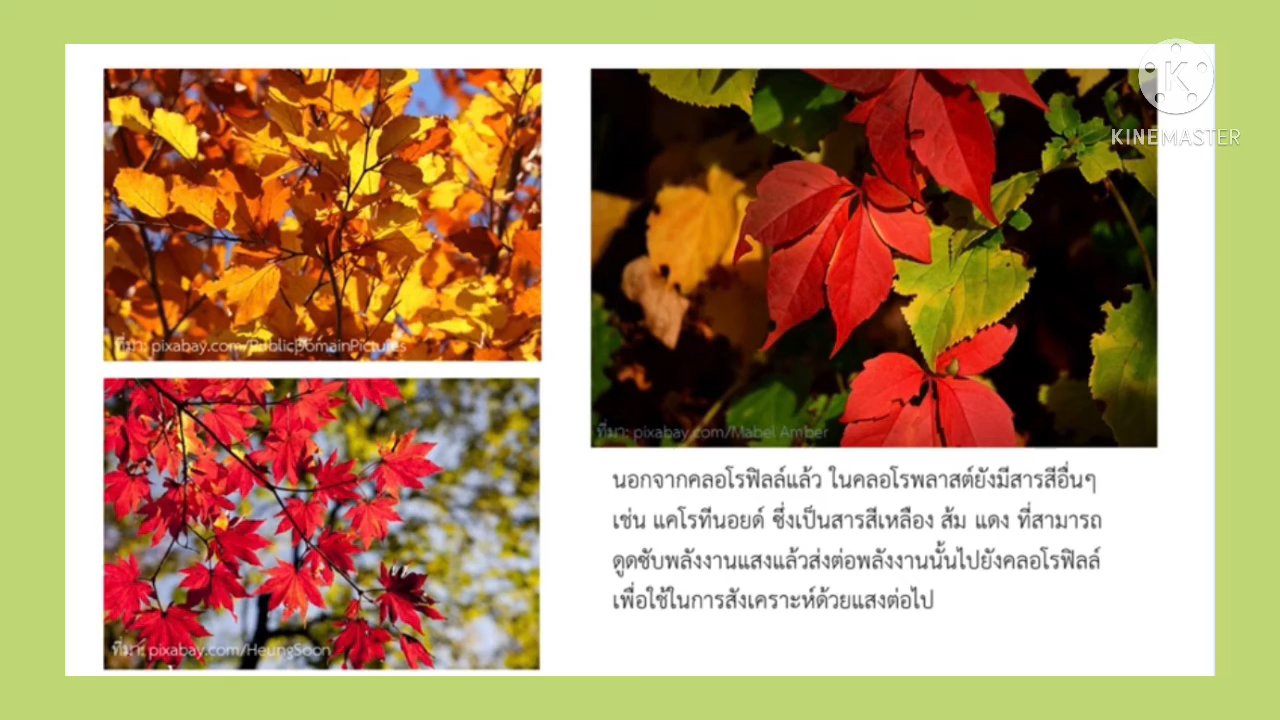 KINEMASTER
ที่มา: pixabay.com/PublicDomainPictures
ที่มา: pixabay.com/Mabel Amber
ที่มา: pixabay.com/HeungSoon
นอกจากคลอโรฟิลล์แล้ว ในคลอโรพลาสต์ยังมีสารสีอื่นๆ
เช่น แคโรทีนอยด์ ซึ่งเป็นสารสีเหลือง ส้ม แดง ที่สามารถ
ดูดซับพลังงานแสงแล้วส่งต่อพลังงานนั้นไปยังคลอโรฟิลล์
เพื่อใช้ในการสังเคราะห์ด้วยแสงต่อไป